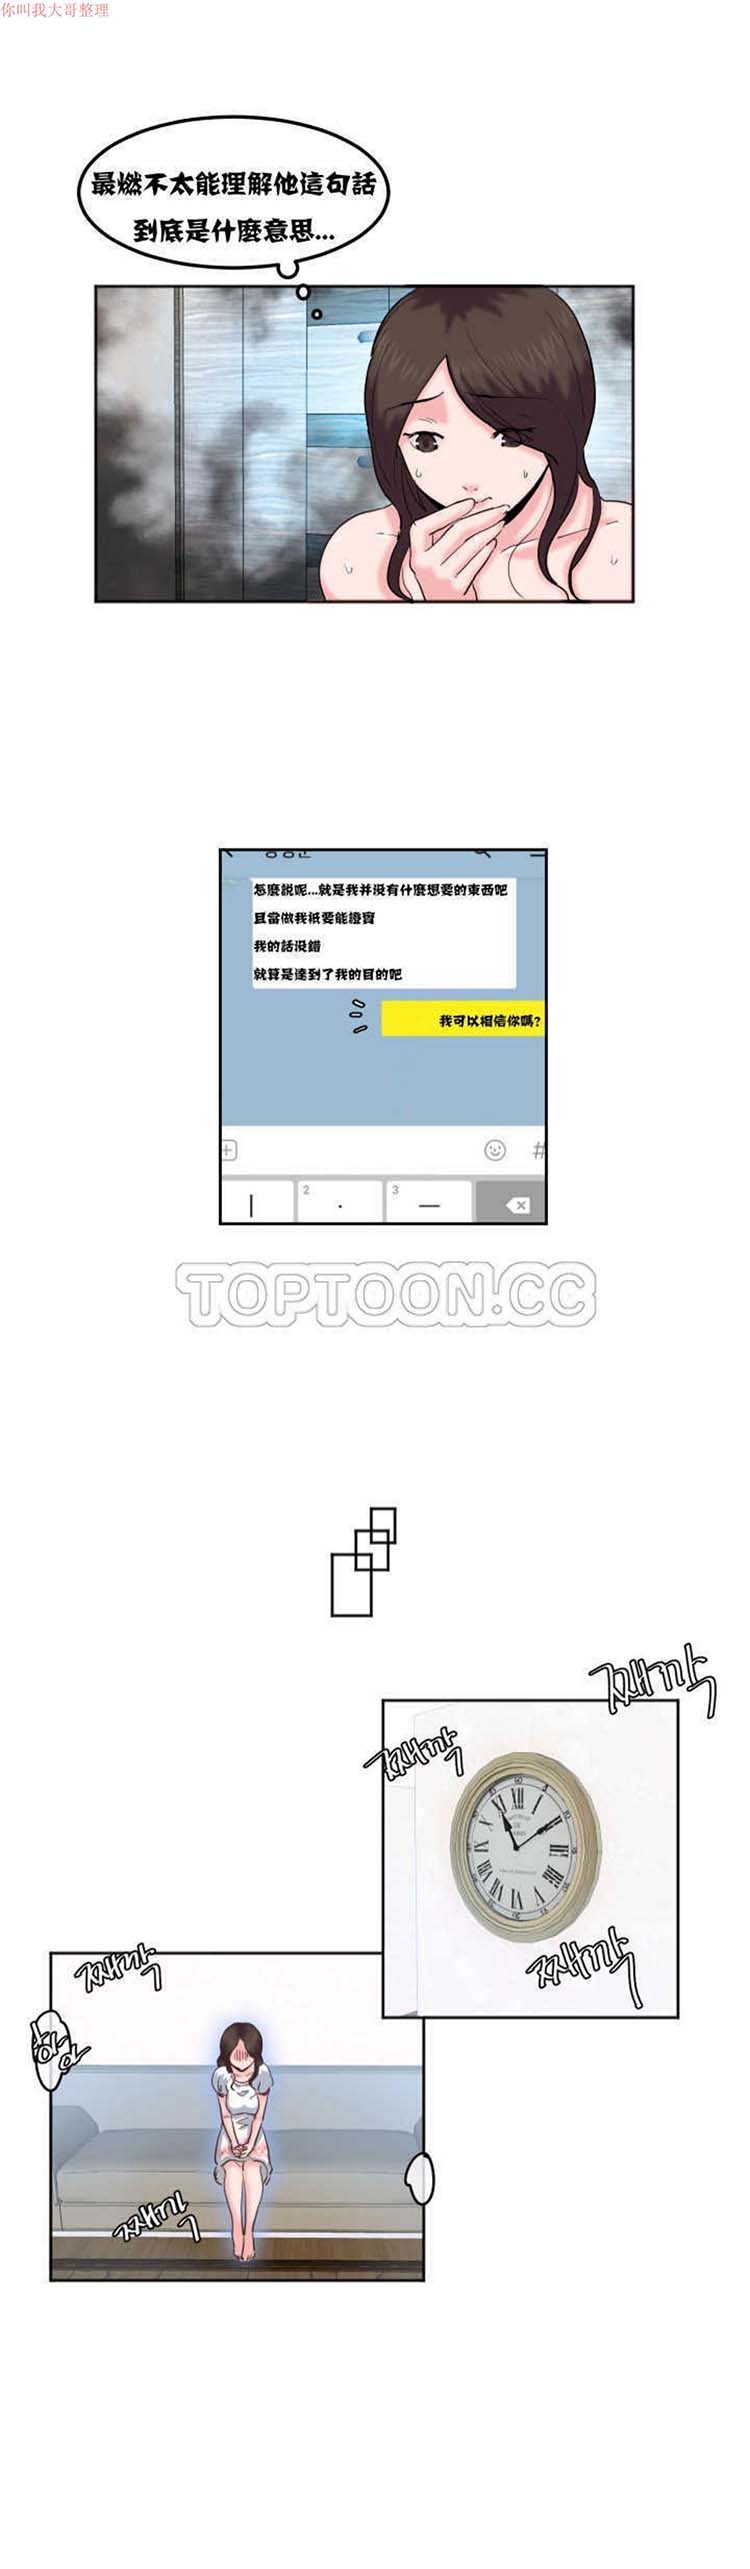 你叫我大哥整理
最燃不太能理解他這句話
到底是什麼意思...
怎麼説呢...就是我并没有什麼想要的東西吧
且當做我衹要能證實
我的話没錯
就算是達到了我的目的吧
我可以相信你嗎?
#
ㅣ
2
·
3
ㅡ
TOPTOON.CC
째깍
째깍
째깍
째깍
째깍